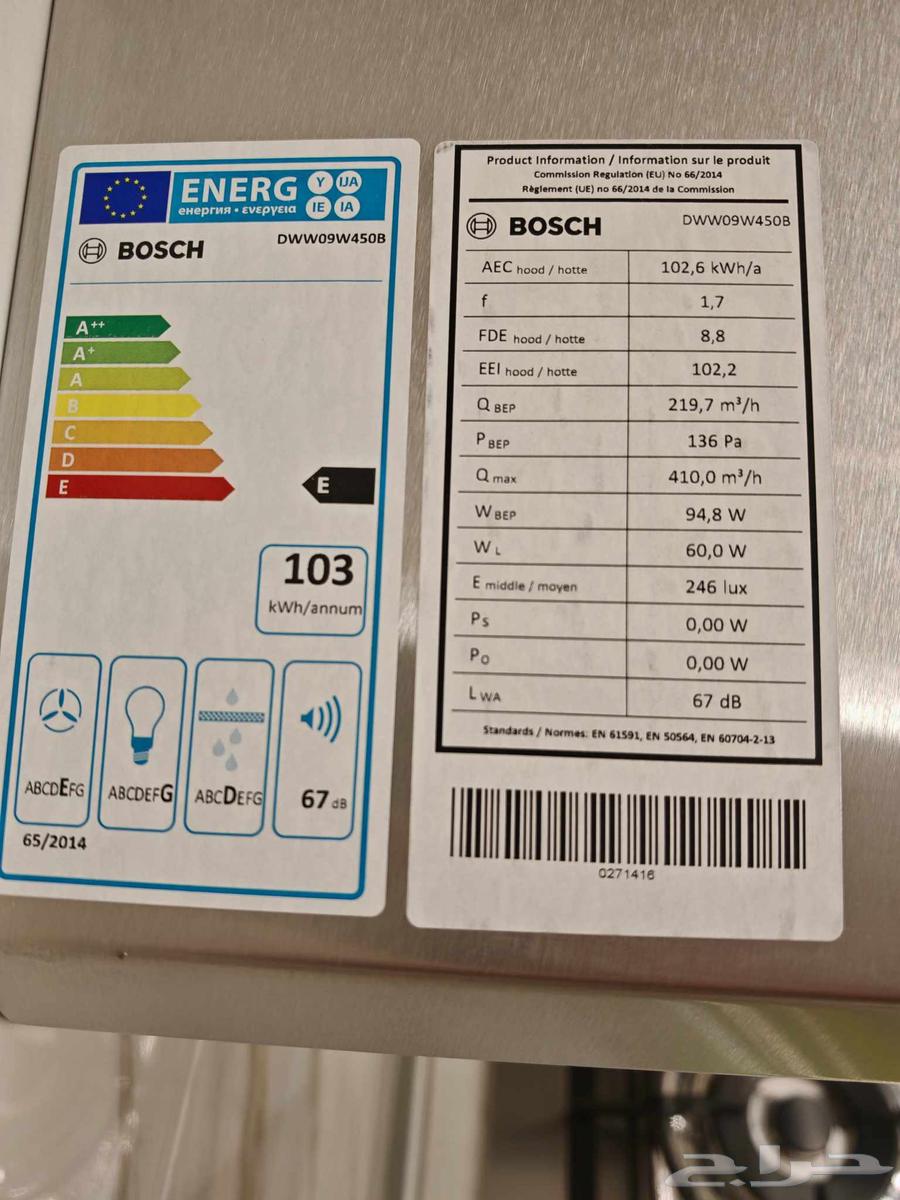 ENERG Y IJA
енергия • ενεργεια IE IA
BOSCH DWW09W450B
A++
A+
A
B
C
D
E
E
103
kWh/annum
ABCDEFG ABCDEFG ABCDEFG 67 dB
65/2014
Product Information / Information sur le produit
Commission Regulation (EU) No 66/2014
Règlement (UE) no 66/2014 de la Commission
BOSCH DWW09W450B
AEC hood / hotte 102,6 kWh/a
f 1,7
FDE hood / hotte 8,8
EEI hood / hotte 102,2
Q BEP 219,7 m³/h
P BEP 136 Pa
Q max 410,0 m³/h
W BEP 94,8 W
W L 60,0 W
E middle / moyen 246 lux
Ps 0,00 W
Po 0,00 W
L WA 67 dB
Standards / Normes: EN 61591, EN 50564, EN 60704-2-13
0271416
حراج